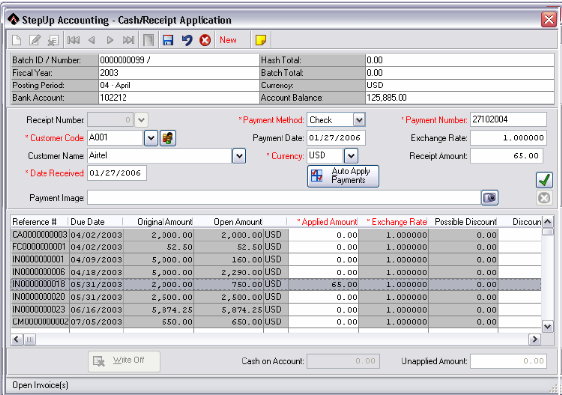 StepUp Accounting - Cash/Receipt Application
New
Batch ID / Number: 0000000099 / Hash Total: 0.00
Fiscal Year: 2003 Batch Total: 0.00
Posting Period: 04 - April Currency: USD
Bank Account: 102212 Account Balance 125,885.00
Receipt Number 0 * Payment Method: Check * Payment Number: 27102004
* Customer Code: A001 Payment Date: 01/27/2006 Exchange Rate: 1.000000
Customer Name: Airtel * Currency: USD Receipt Amount: 65.00
* Date Received 01/27/2006 Auto Apply Payments
Payment Image:
Reference # Due Date Original Amount Open Amount * Applied Amount * Exchange Rate Possible Discount Discoun
CA0000000003 04/02/2003 2,000.00 2,000.00 USD 0.00 1.000000 0.00
FC0000000001 04/02/2003 52.50 52.50 USD 0.00 1.000000 0.00
IN0000000001 04/09/2003 5,000.00 160.00 USD 0.00 1.000000 0.00
IN0000000006 04/18/2003 5,000.00 2,290.00 USD 0.00 1.000000 0.00
IN0000000018 05/31/2003 2,000.00 750.00 USD 65.00 1.000000 0.00
IN0000000020 05/31/2003 2,500.00 2,500.00 USD 0.00 1.000000 0.00
IN0000000023 06/16/2003 5,874.25 5,874.25 USD 0.00 1.000000 0.00
CM0000000002 07/05/2003 650.00 650.00 USD 0.00 1.000000 0.00
Write Off Cash on Account: 0.00 Unapplied Amount: 0.00
Open Invoice(s)